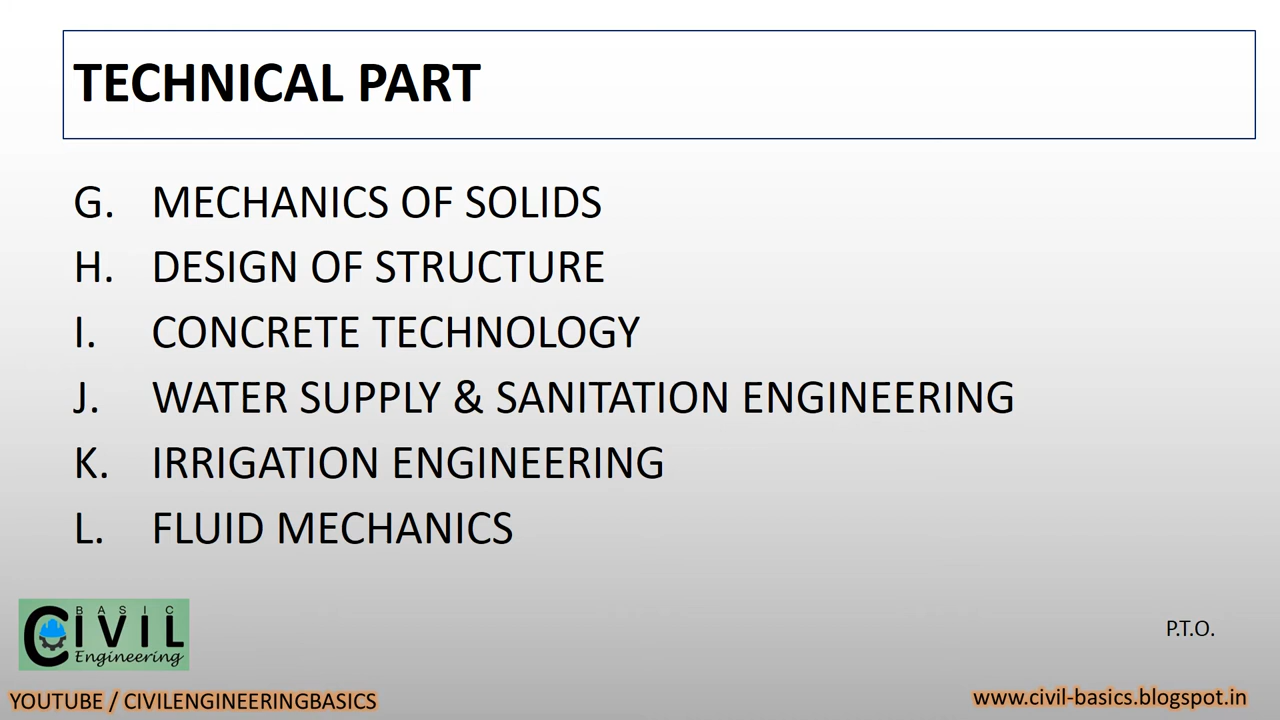 TECHNICAL PART
G. MECHANICS OF SOLIDS
H. DESIGN OF STRUCTURE
I. CONCRETE TECHNOLOGY
J. WATER SUPPLY & SANITATION ENGINEERING
K. IRRIGATION ENGINEERING
L. FLUID MECHANICS
BASIC
CIVIL
Engineering
P.T.O.
YOUTUBE / CIVILENGINEERINGBASICS
www.civil-basics.blogspot.in